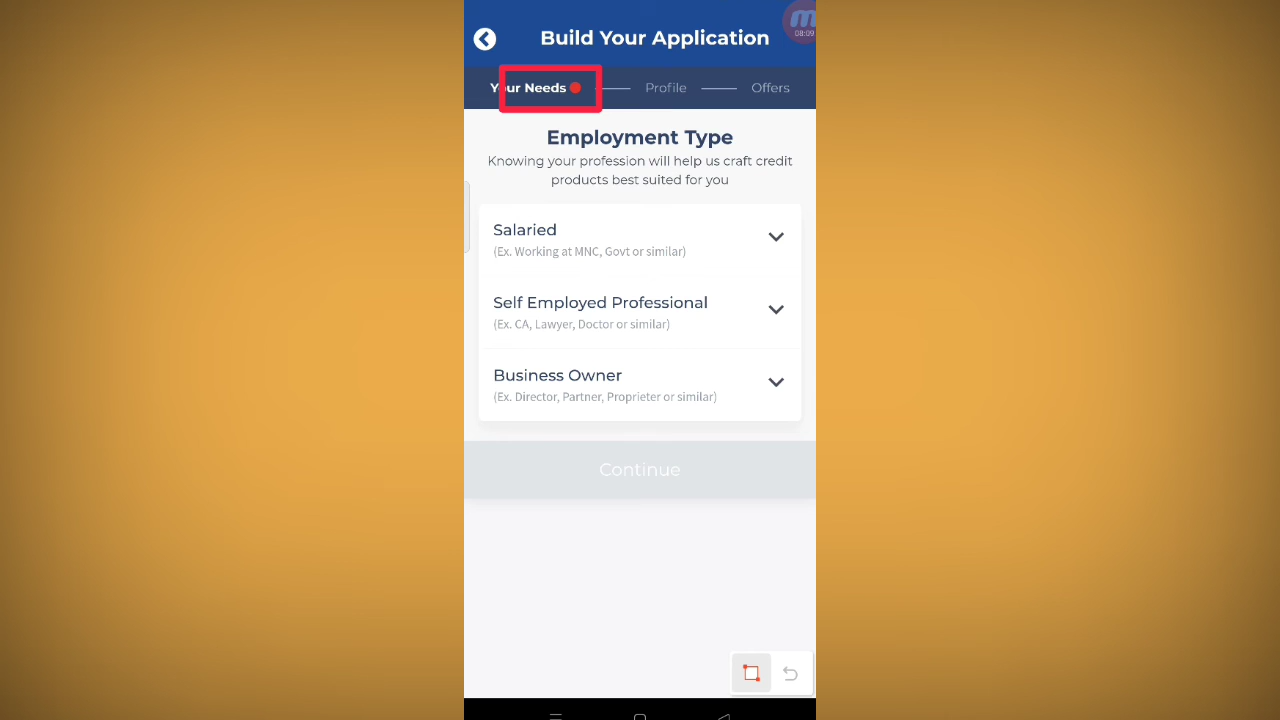 Build Your Application
m
08:09
Your Needs
Profile
Offers
Employment Type
Knowing your profession will help us craft credit
products best suited for you
Salaried
(Ex. Working at MNC, Govt or similar)
Self Employed Professional
(Ex. CA, Lawyer, Doctor or similar)
Business Owner
(Ex. Director, Partner, Proprieter or similar)
Continue